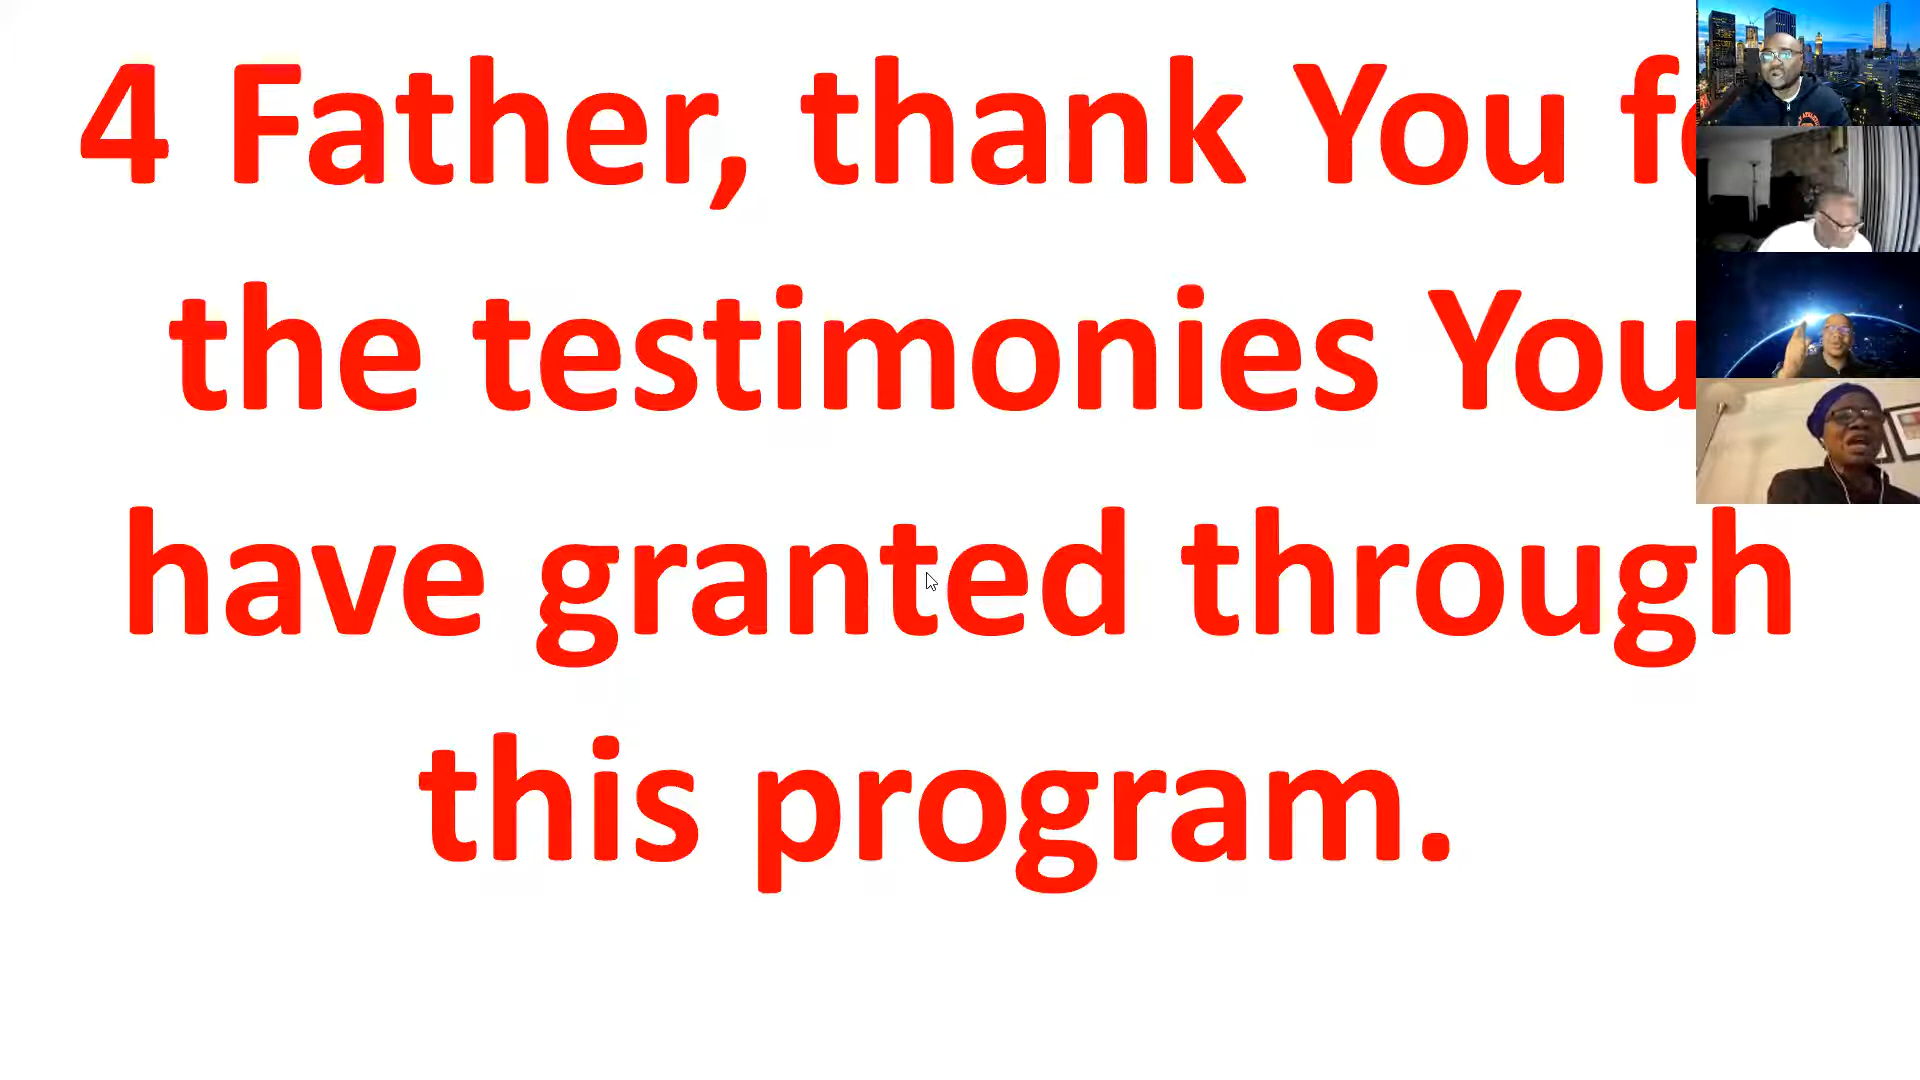 4 Father, thank You
the testimonies You
have granted through
this program.